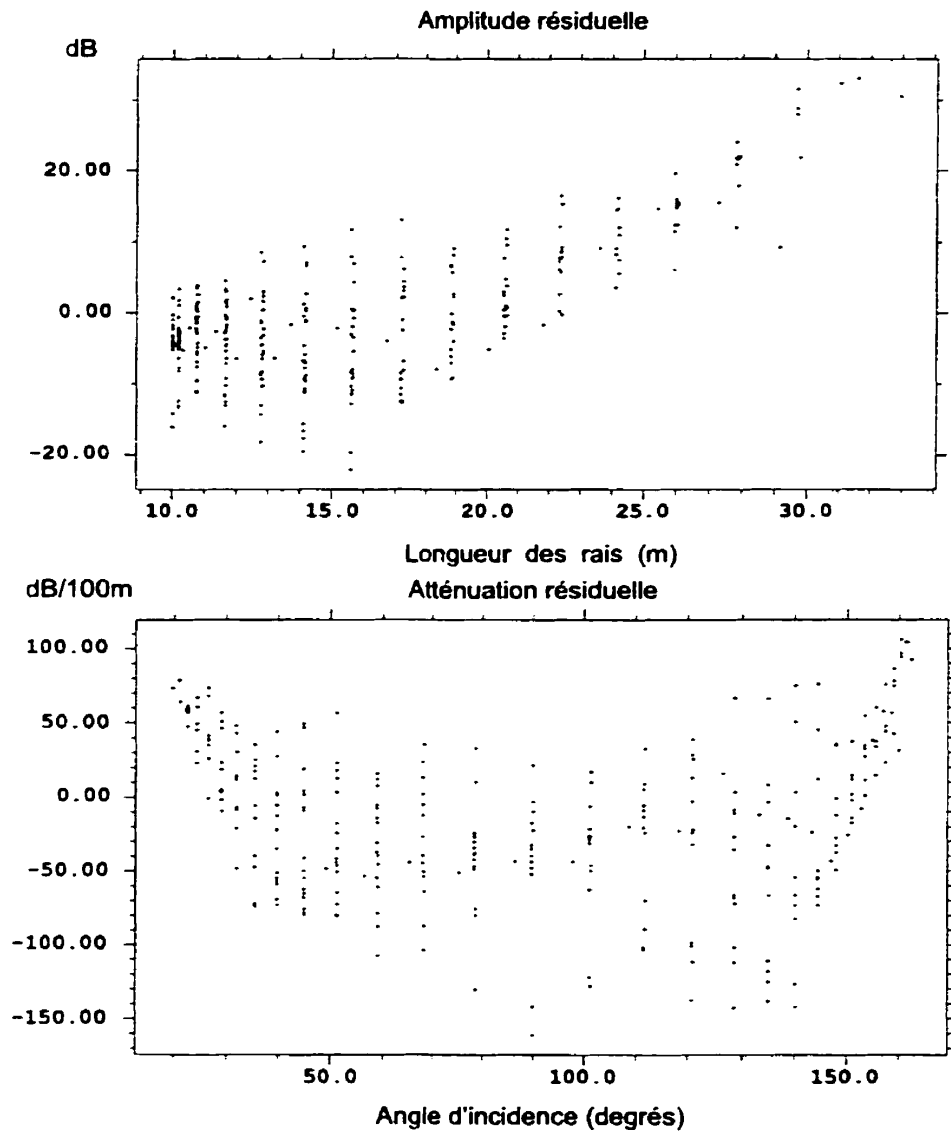 Amplitude résiduelle
dB
20.00
0.00
-20.00
10.0 15.0 20.0 25.0 30.0
Longueur des rais (m)
dB/100m
Atténuation résiduelle
100.00
50.00
0.00
-50.00
-100.00
-150.00
50.0 100.0 150.0
Angle d'incidence (degrés)